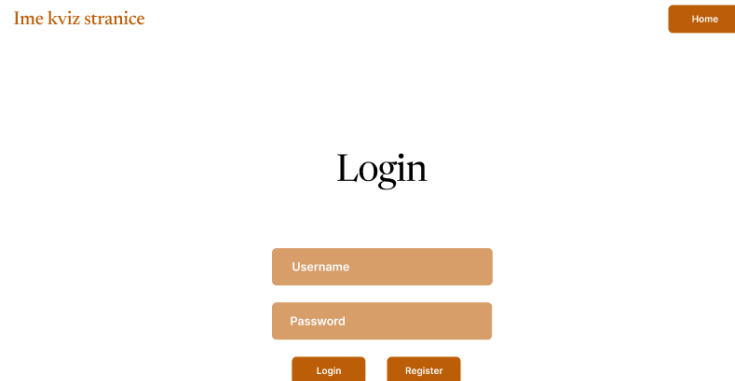 Ime kviz stranice
Home
Login
Username
Password
Login
Register